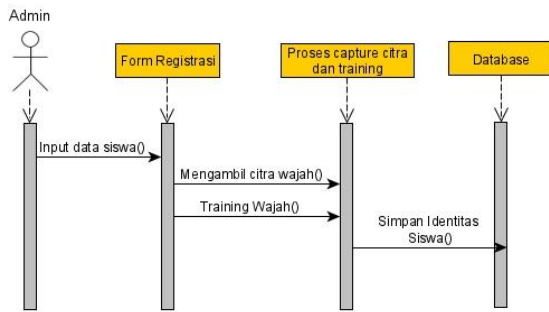 Admin
Form Registrasi
Proses capture citra
dan training
Database
Input data siswa()
Mengambil citra wajah()
Training Wajah()
Simpan Identitas
Siswa()